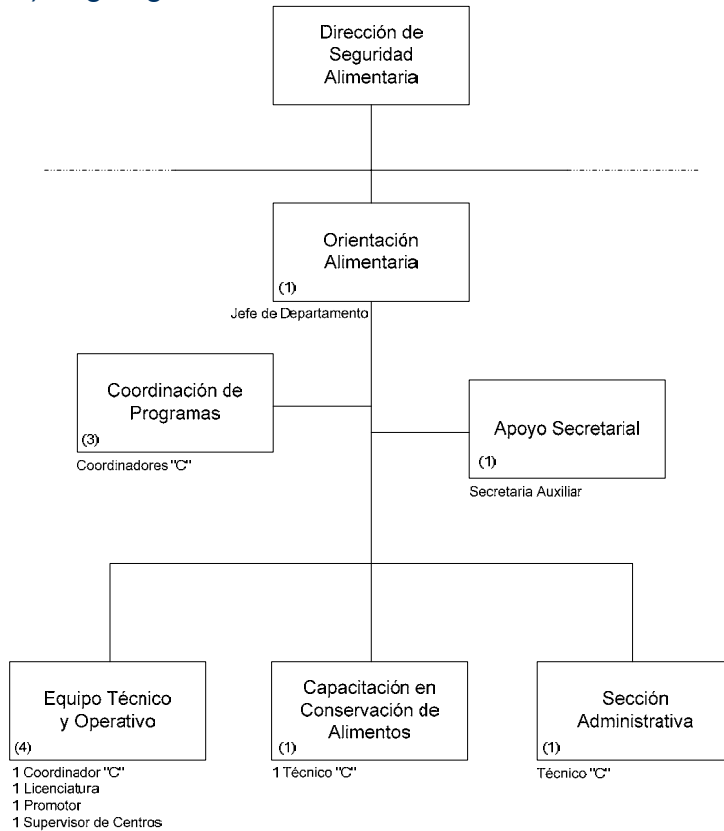 Dirección de
Seguridad
Alimentaria
Orientación
Alimentaria
(1)
Jefe de Departamento
Coordinación de
Programas
(3)
Coordinadores "C"
Apoyo Secretarial
(1)
Secretaria Auxiliar
Equipo Técnico
y Operativo
(4)
1 Coordinador "C"
1 Licenciatura
1 Promotor
1 Supervisor de Centros
Capacitación en
Conservación de
Alimentos
(1)
1 Técnico "C"
Sección
Administrativa
(1)
Técnico "C"